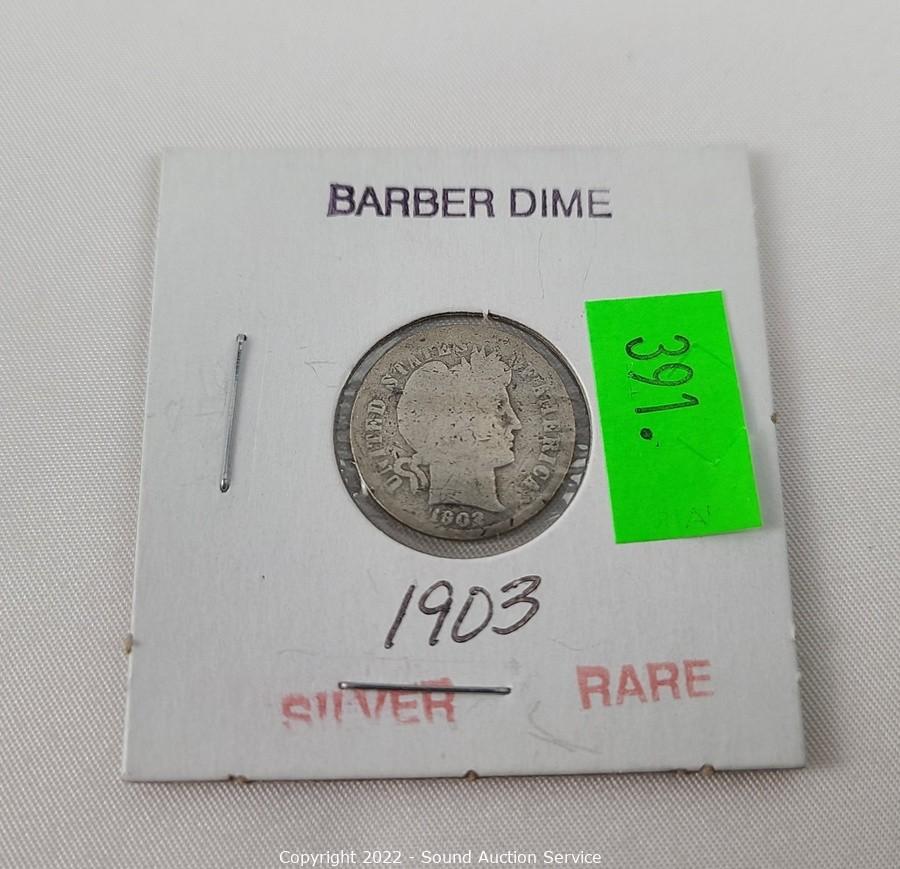 BARBER DIME
391.
UNITED STATES OF AMERICA
1903
1903
SILVER RARE
Copyright 2022 - Sound Auction Service